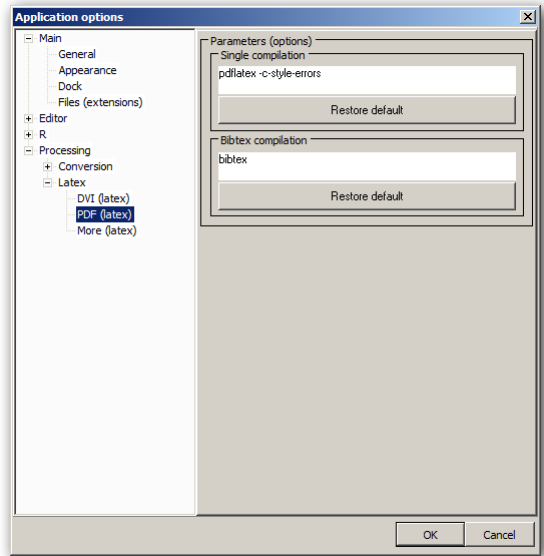 Application options
Main
General
Appearance
Dock
Files (extensions)
Editor
R
Processing
Conversion
Latex
DVI (latex)
PDF (latex)
More (latex)
Parameters (options)
Single compilation
pdflatex -c-style-errors
Restore default
Bibtex compilation
bibtex
Restore default
OK
Cancel